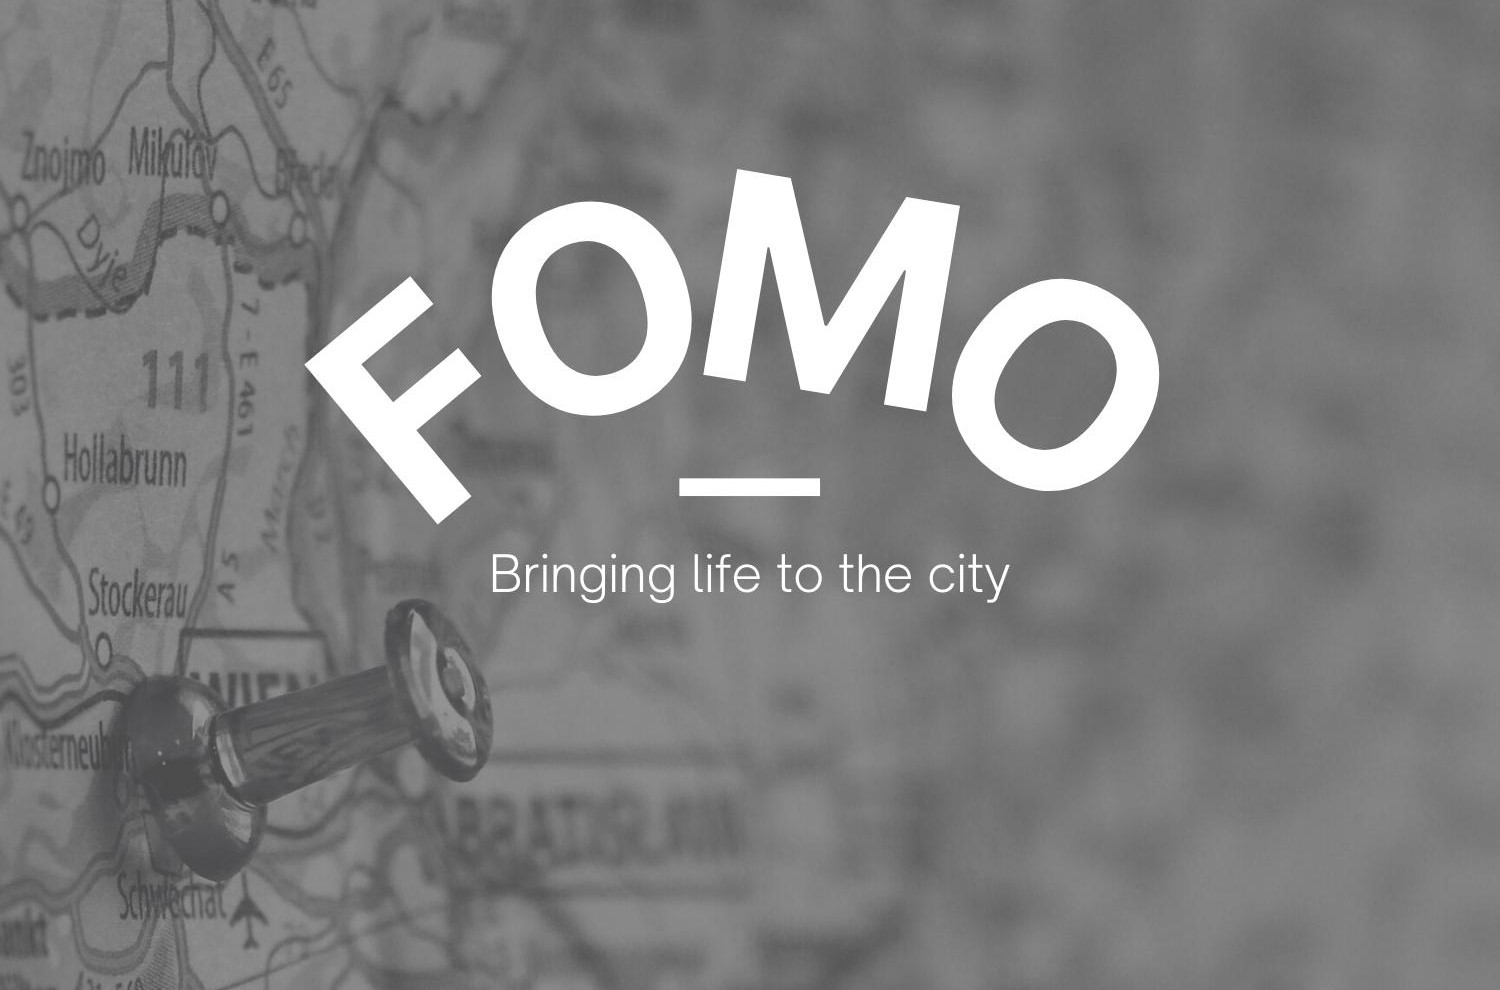 E 65
Znojmo
Mikulov
Breclav
Dyje
7 - E 461
303
111
FOMO
Hollabrunn
Bringing life to the city
Stockerau
WIEN
Klosterneuburg
BRATISLAVA
Schwechat